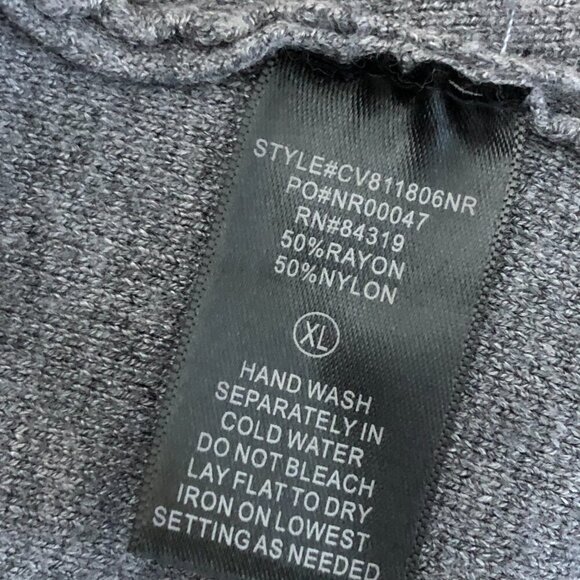 STYLE#CV811806NR
PO#NR00047
RN#84319
50%RAYON
50%NYLON
XL
HAND WASH
SEPARATELY IN
COLD WATER
DO NOT BLEACH
LAY FLAT TO DRY
IRON ON LOWEST
SETTING AS NEEDED